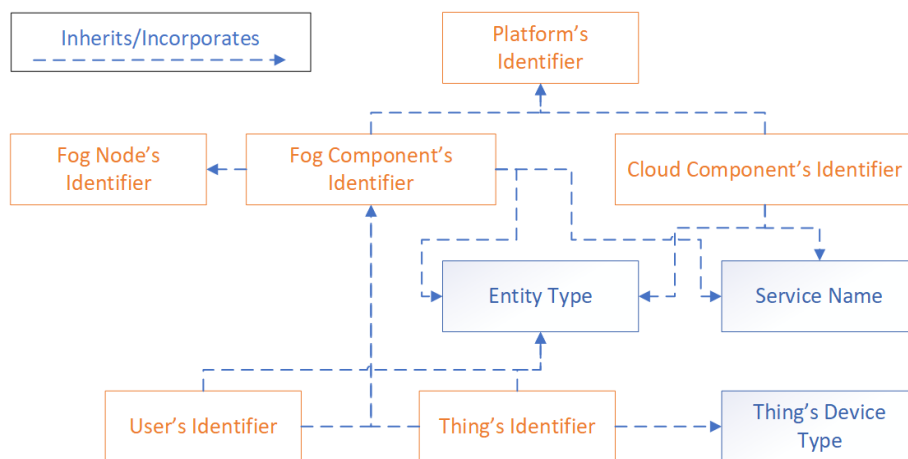 Inherits/Incorporates
Platform's
Identifier
Fog Node's
Identifier
Fog Component's
Identifier
Cloud Component's Identifier
Entity Type
Service Name
User's Identifier
Thing's Identifier
Thing's Device
Type